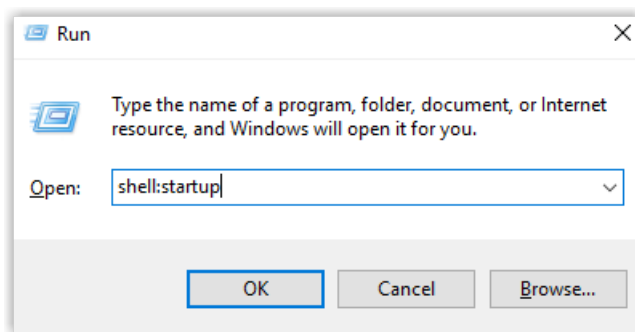 Run
Type the name of a program, folder, document, or Internet
resource, and Windows will open it for you.
Open:
shell:startup
OK
Cancel
Browse...